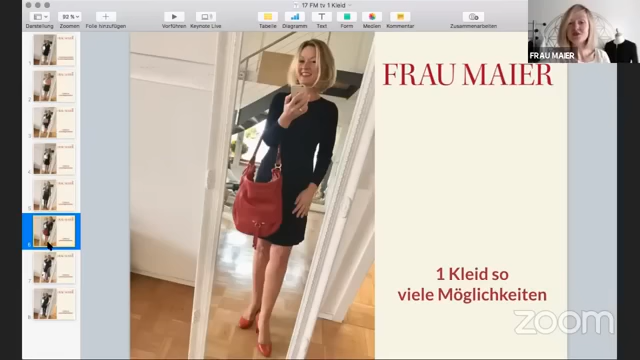 17 FM tv 1 Kleid
92 %
Darstellung
Zoomen
Folie hinzufügen
Vorführen
Keynote Live
Tabelle
Diagramm
Text
Form
Medien
Kommentar
Zusammenarbeiten
FRAU MAIER
FRAU MAIER
1 Kleid so
viele Möglichkeiten
zoom